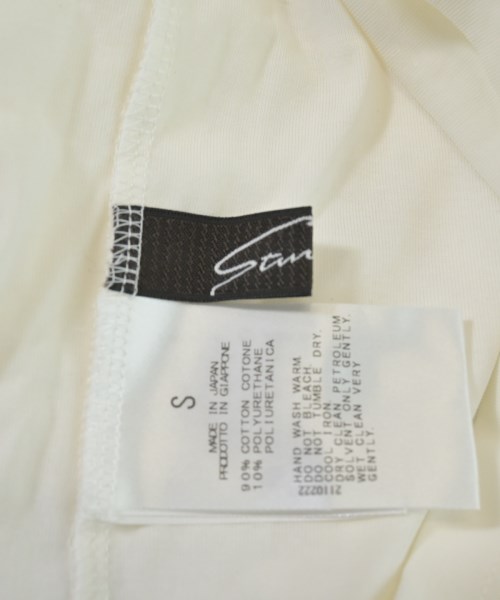 S
MADE IN JAPAN
PRODOTTO IN GIAPPONE
90% COTTON COTONE
10% POLYURETHANE
POLIURETANICA
HAND WASH WARM.
DO NOT BLEACH.
DO NOT TUMBLE DRY.
COOL IRON.
DRY CLEAN PETROLEUM
SOLVENT ONLY GENTLY.
WET CLEAN VERY
GENTLY.
2110222